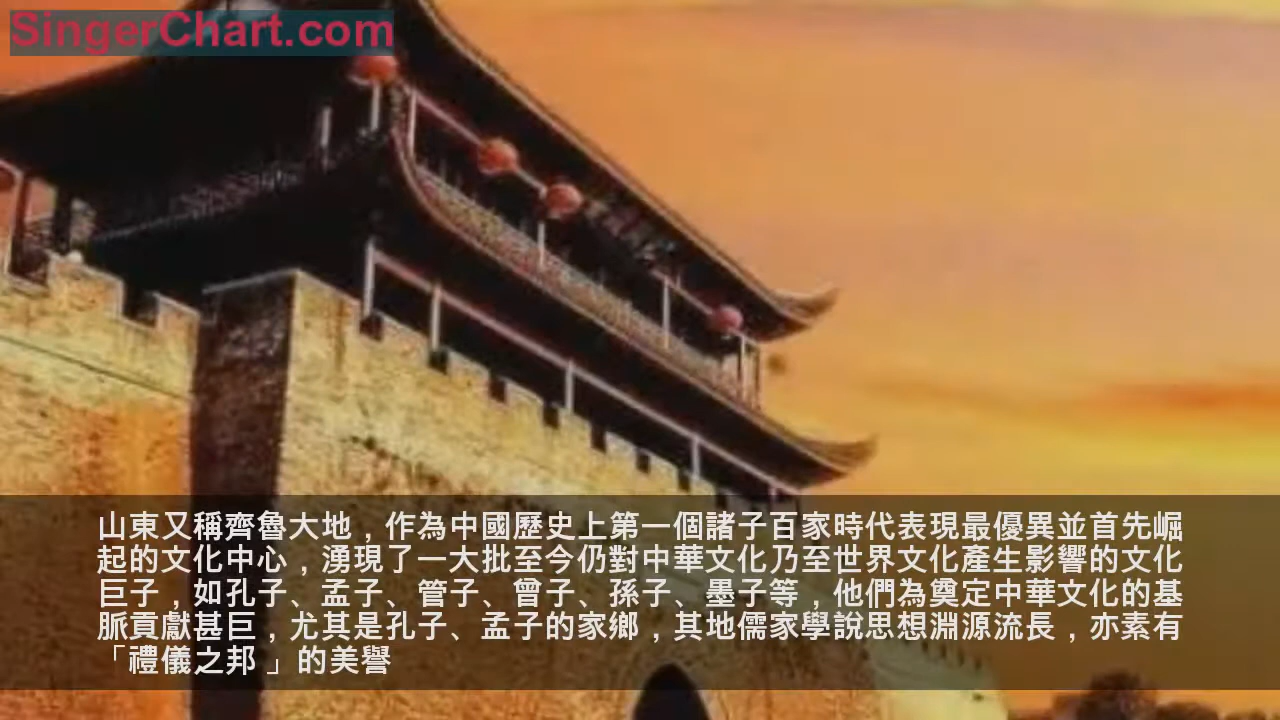 SingerChart.com
山東又稱齊魯大地，作為中國歷史上第一個諸子百家時代表現最優異並首先崛
起的文化中心，湧現了一大批至今仍對中華文化乃至世界文化產生影響的文化
巨子，如孔子、孟子、管子、曾子、孫子、墨子等，他們為奠定中華文化的基
脈貢獻甚巨，尤其是孔子、孟子的家鄉，其地儒家學說思想淵源流長，亦素有
「禮儀之邦」的美譽